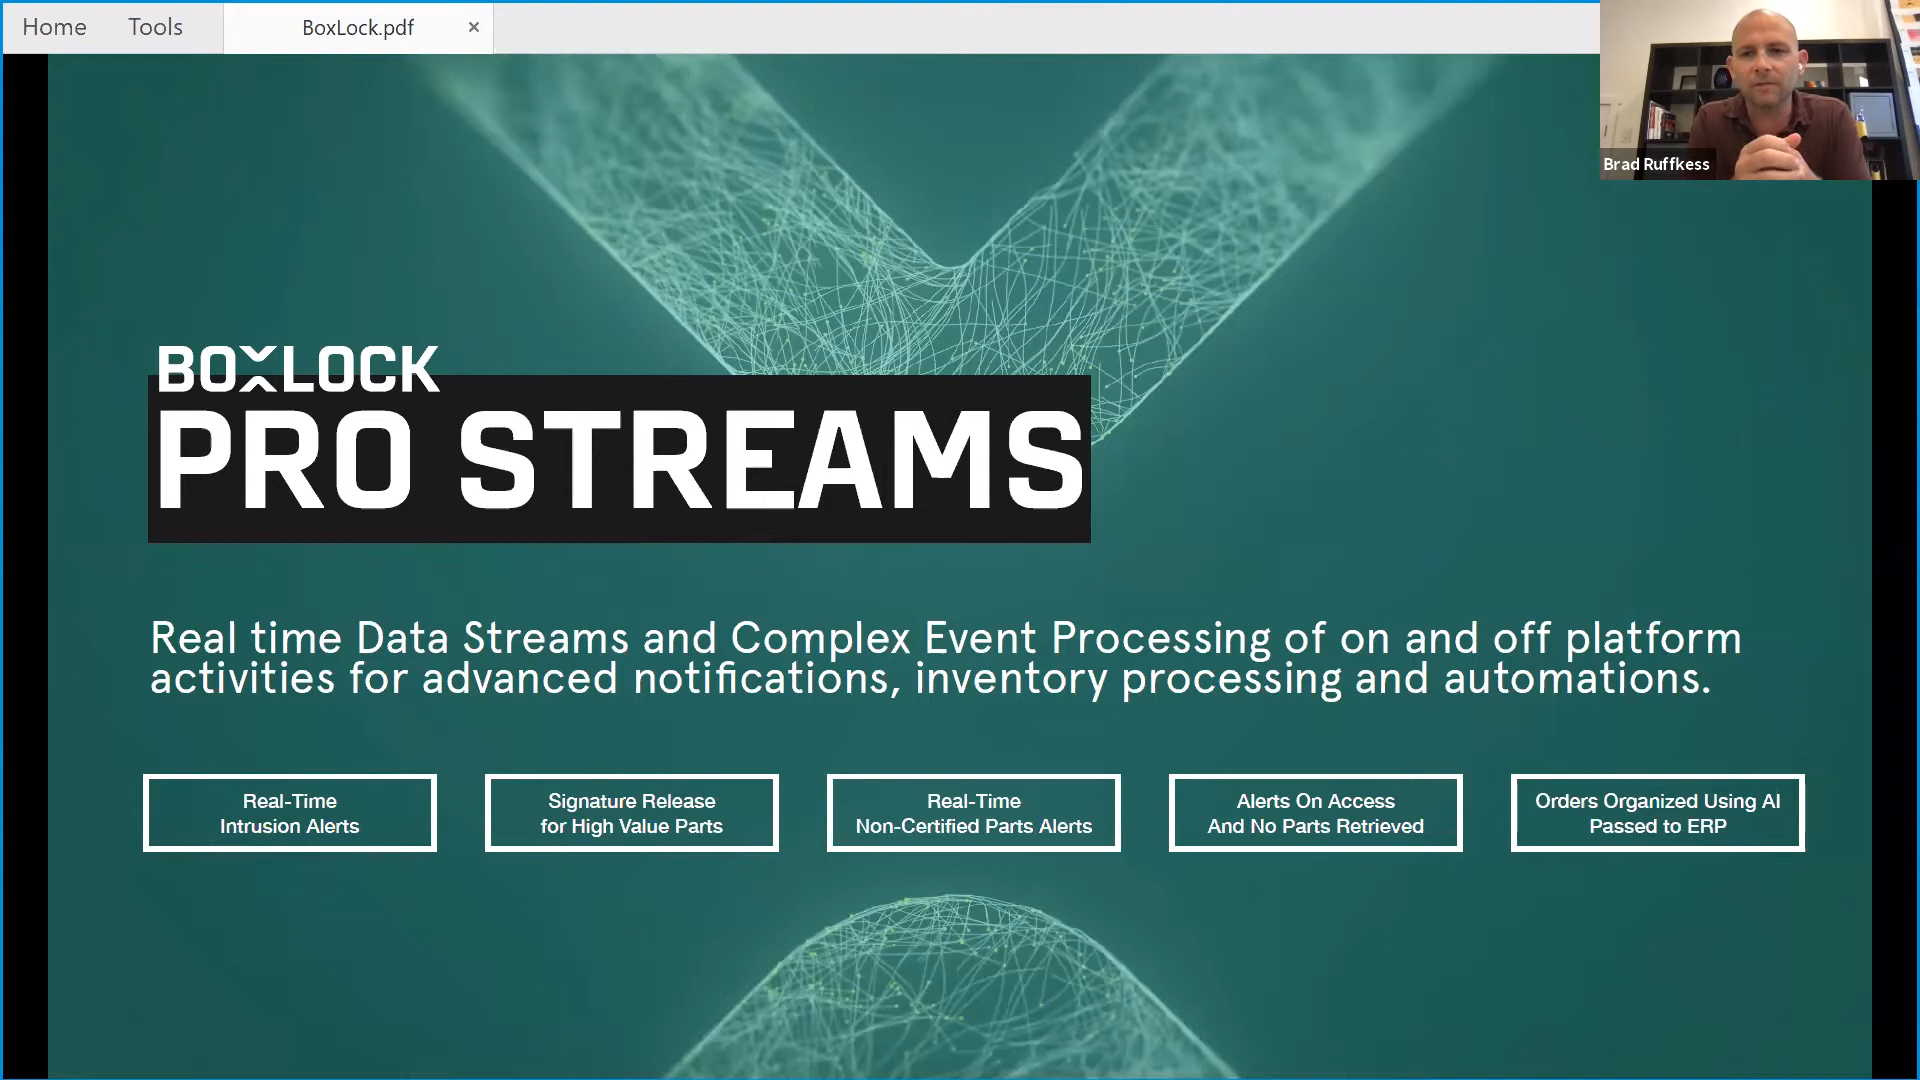 Home Tools BoxLock.pdf ×
Brad Ruffkess
BOXLOCK
PRO STREAMS
Real time Data Streams and Complex Event Processing of on and off platform
activities for advanced notifications, inventory processing and automations.
Real-Time
Intrusion Alerts
Signature Release
for High Value Parts
Real-Time
Non-Certified Parts Alerts
Alerts On Access
And No Parts Retrieved
Orders Organized Using AI
Passed to ERP